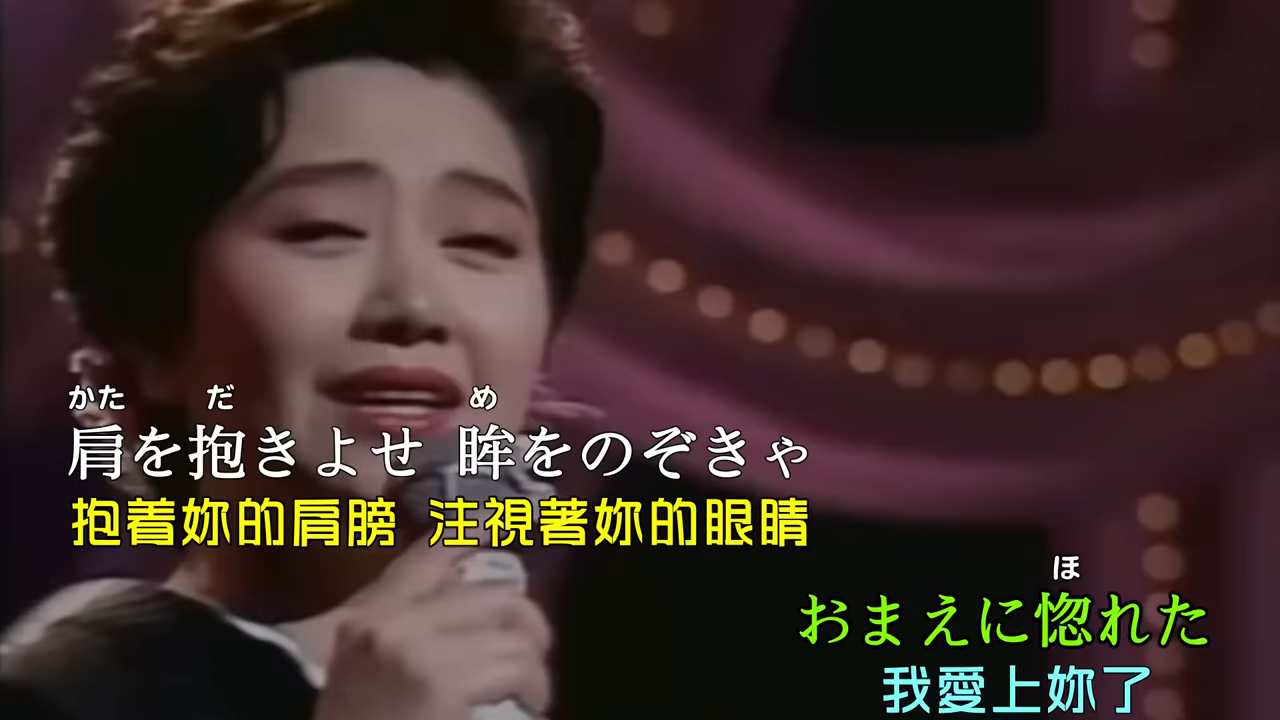 かた だ め
肩を抱きよせ 眸をのぞきゃ
抱着妳的肩膀 注視著妳的眼睛
ほ
おまえに惚れた
我愛上妳了